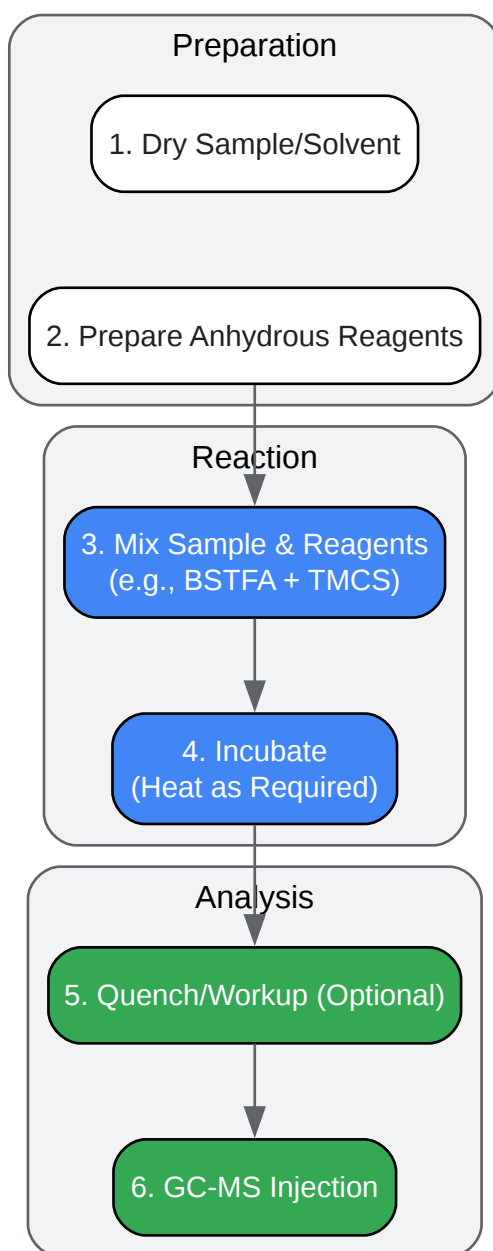 Preparation
1. Dry Sample/Solvent
2. Prepare Anhydrous Reagents
Reaction
3. Mix Sample & Reagents
(e.g., BSTFA + TMCS)
4. Incubate
(Heat as Required)
Analysis
5. Quench/Workup (Optional)
6. GC-MS Injection